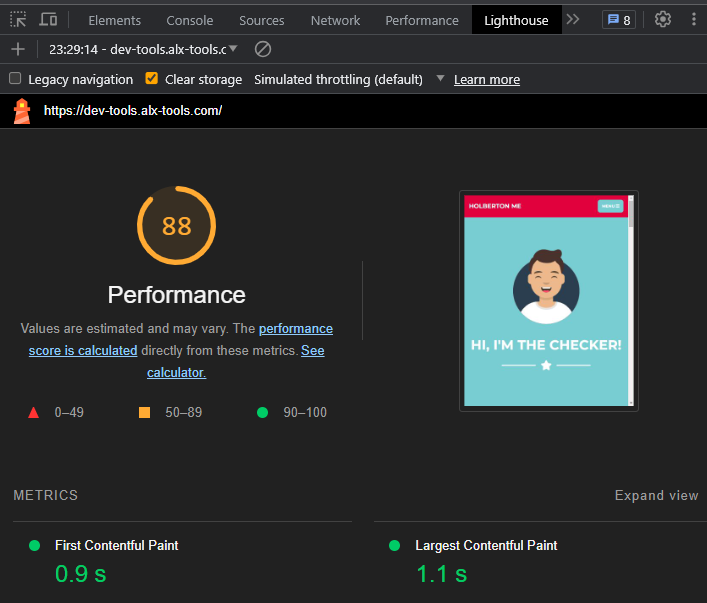 Elements Console Sources Network Performance Lighthouse 8
23:29:14 - dev-tools.alx-tools.c
Legacy navigation Clear storage Simulated throttling (default) Learn more
https://dev-tools.alx-tools.com/
88
Performance
Values are estimated and may vary. The performance
score is calculated directly from these metrics. See
calculator.
0–49 50–89 90–100
HOLBERTON ME
HI, I'M THE CHECKER!
METRICS
Expand view
First Contentful Paint
0.9 s
Largest Contentful Paint
1.1 s